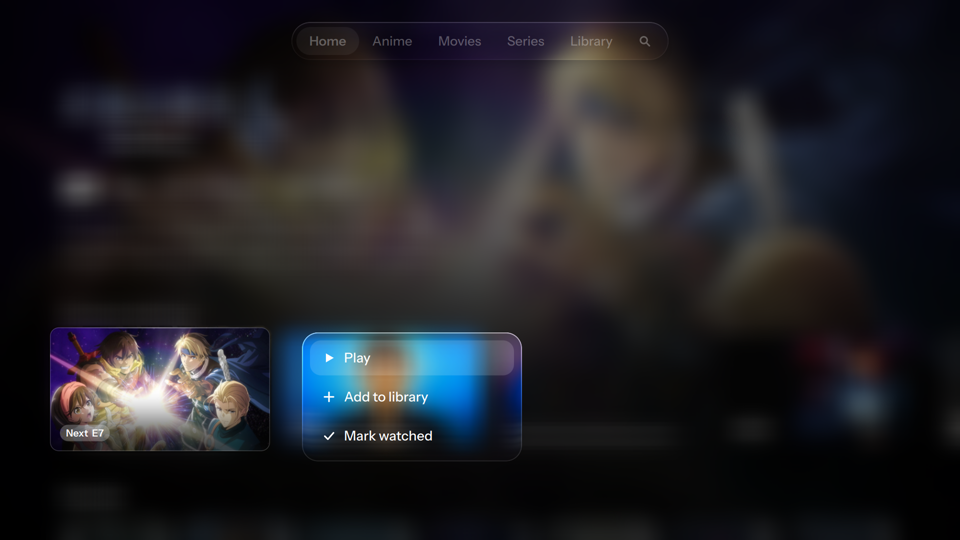 Home
Anime
Movies
Series
Library
Next E7
Play
Add to library
Mark watched